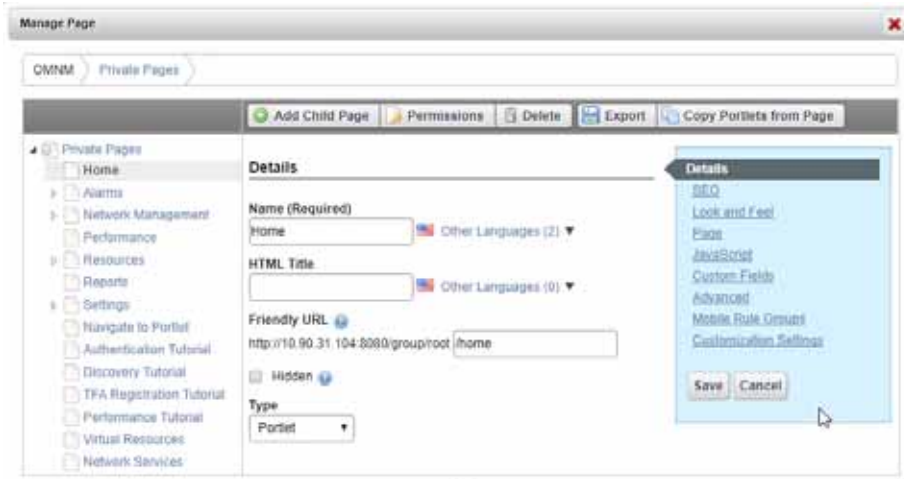 Manage Page
OMNM Private Pages
Add Child Page Permissions Delete Export Copy Portlets from Page
Private Pages
Home
Alarms
Network Management
Performance
Resources
Reports
Settings
Navigate to Portlet
Authentication Tutorial
Discovery Tutorial
TFA Registration Tutorial
Performance Tutorial
Virtual Resources
Network Services
Details
Name (Required)
Home Other Languages (2)
HTML Title
Other Languages (0)
Friendly URL
http://10.90.31.104:8080/group/root /home
Hidden
Type
Portlet
Details
SEO
Look and Feel
Page
JavaScript
Custom Fields
Advanced
Mobile Rule Groups
Customization Settings
Save Cancel